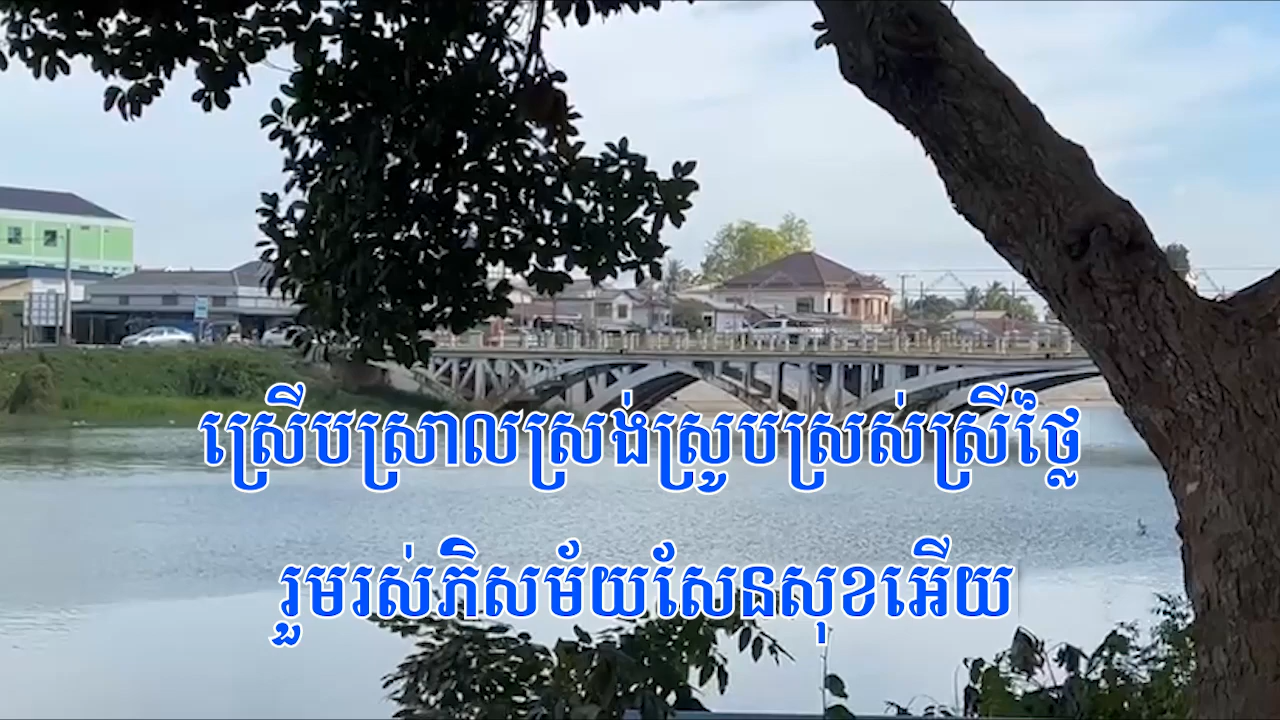 ស្រើបស្រាលស្រង់ស្រូបស្រស់ស្រីថ្លៃ
រួមរស់ភិសម័យសែនសុខអើយ